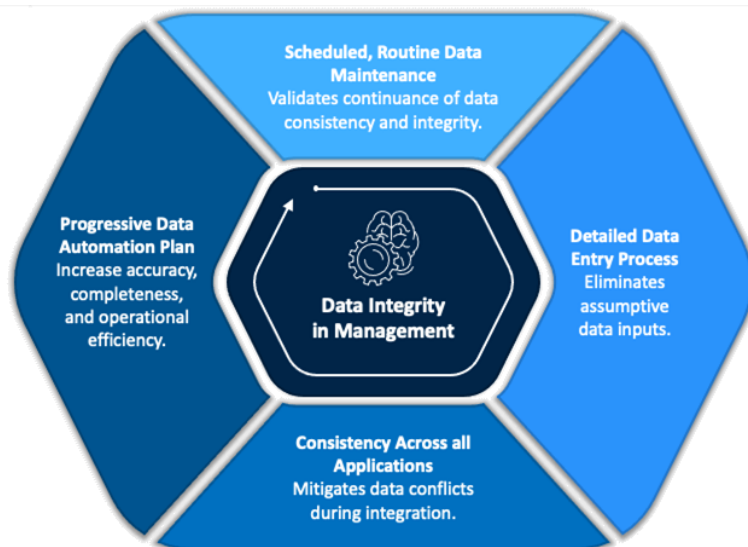 Scheduled, Routine Data
Maintenance
Validates continuance of data
consistency and integrity.
Progressive Data
Automation Plan
Increase accuracy,
completeness,
and operational
efficiency.
Data Integrity
in Management
Detailed Data
Entry Process
Eliminates
assumptive
data inputs.
Consistency Across all
Applications
Mitigates data conflicts
during integration.